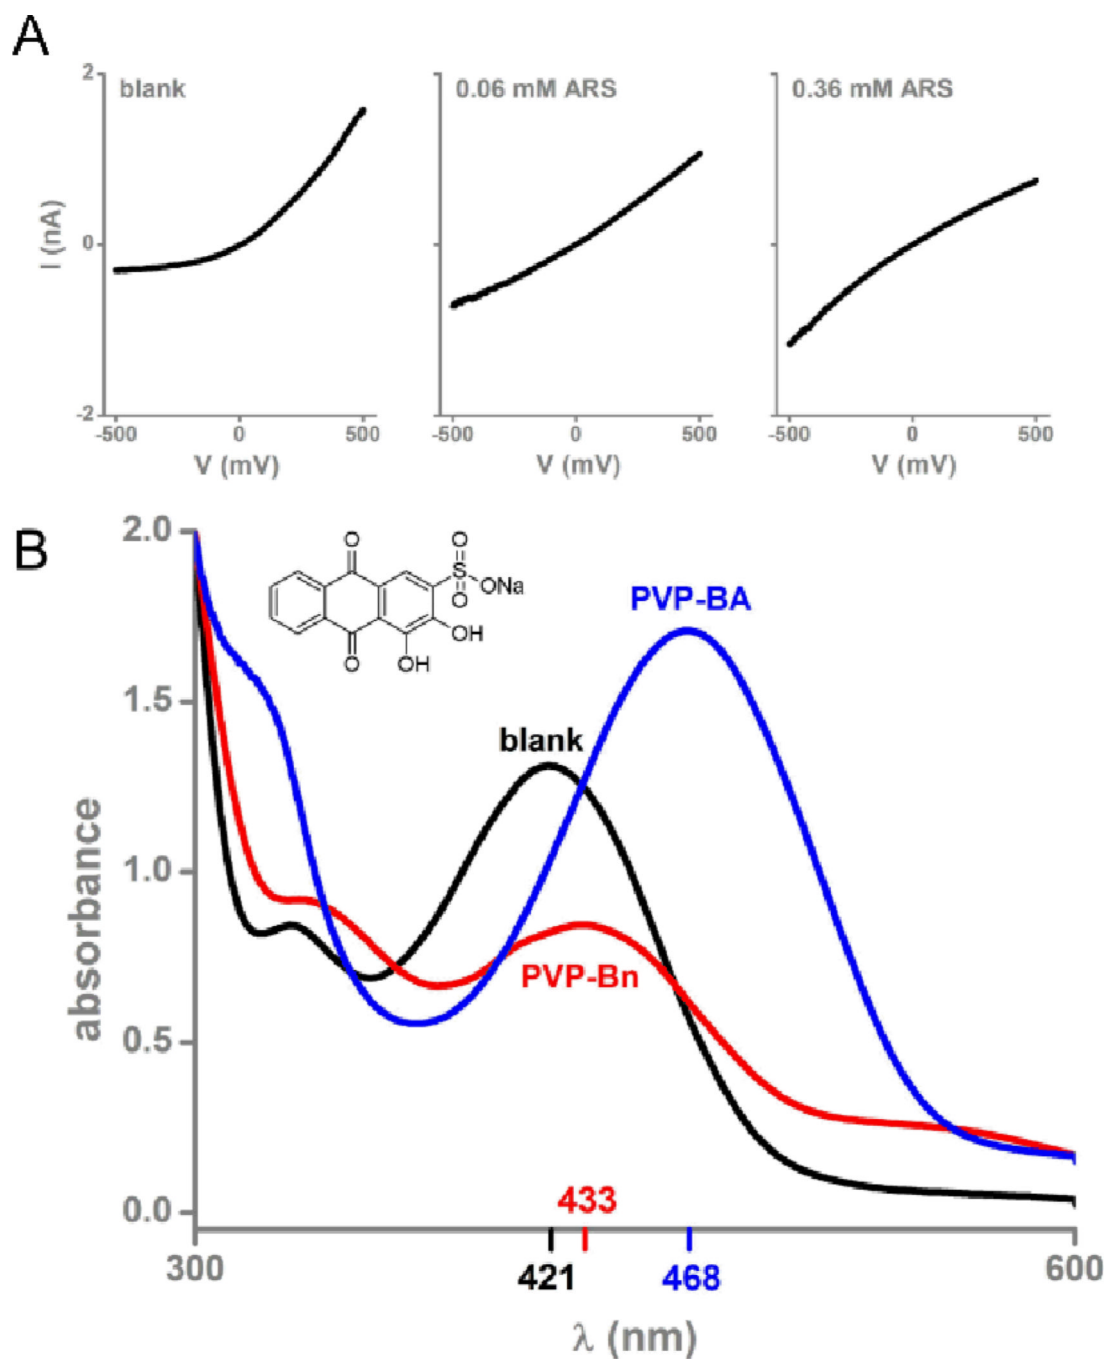 A
blank
0.06 mM ARS
0.36 mM ARS
2
0
-2
I (nA)
-500 0 500
-500 0 500
-500 0 500
V (mV)
V (mV)
V (mV)
B
2.0
1.5
1.0
0.5
0.0
absorbance
O
O
O
S
ONa
O
OH
O
OH
PVP-BA
blank
PVP-Bn
433
300
421
468
600
λ (nm)